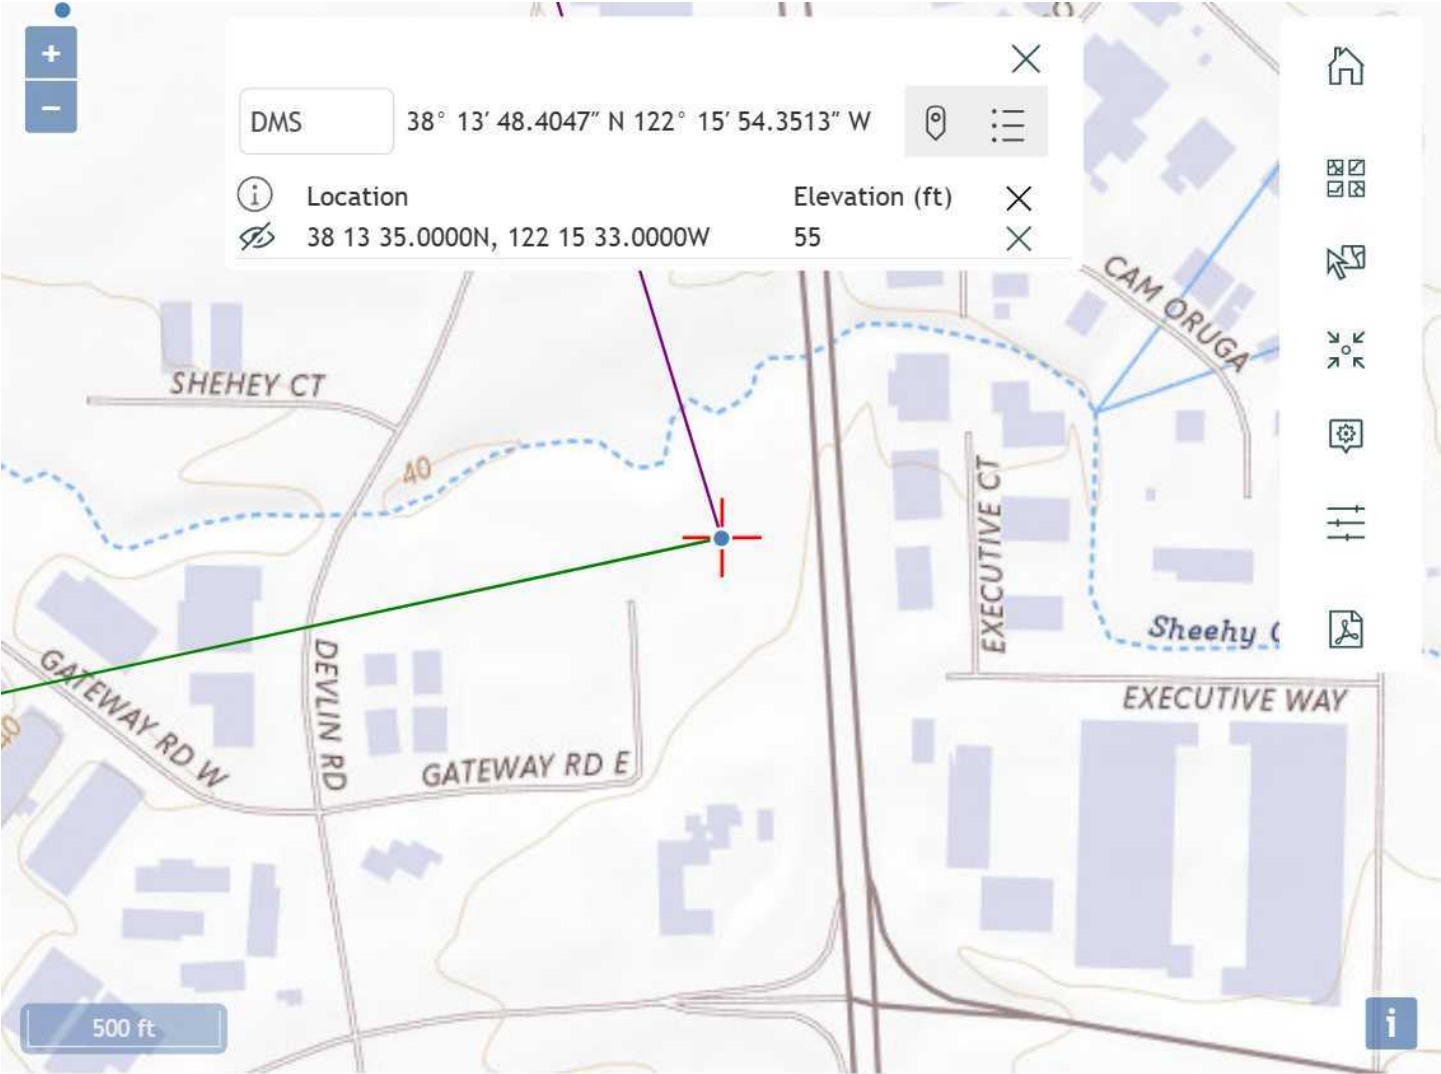 +
−
DMS
38° 13′ 48.4047″ N 122° 15′ 54.3513″ W
Location
Elevation (ft)
38 13 35.0000N, 122 15 33.0000W
55
CAM ORUGA
SHEHEY CT
40
EXECUTIVE CT
Sheehy
GATEWAY RD W
DEVLIN RD
EXECUTIVE WAY
GATEWAY RD E
500 ft
i